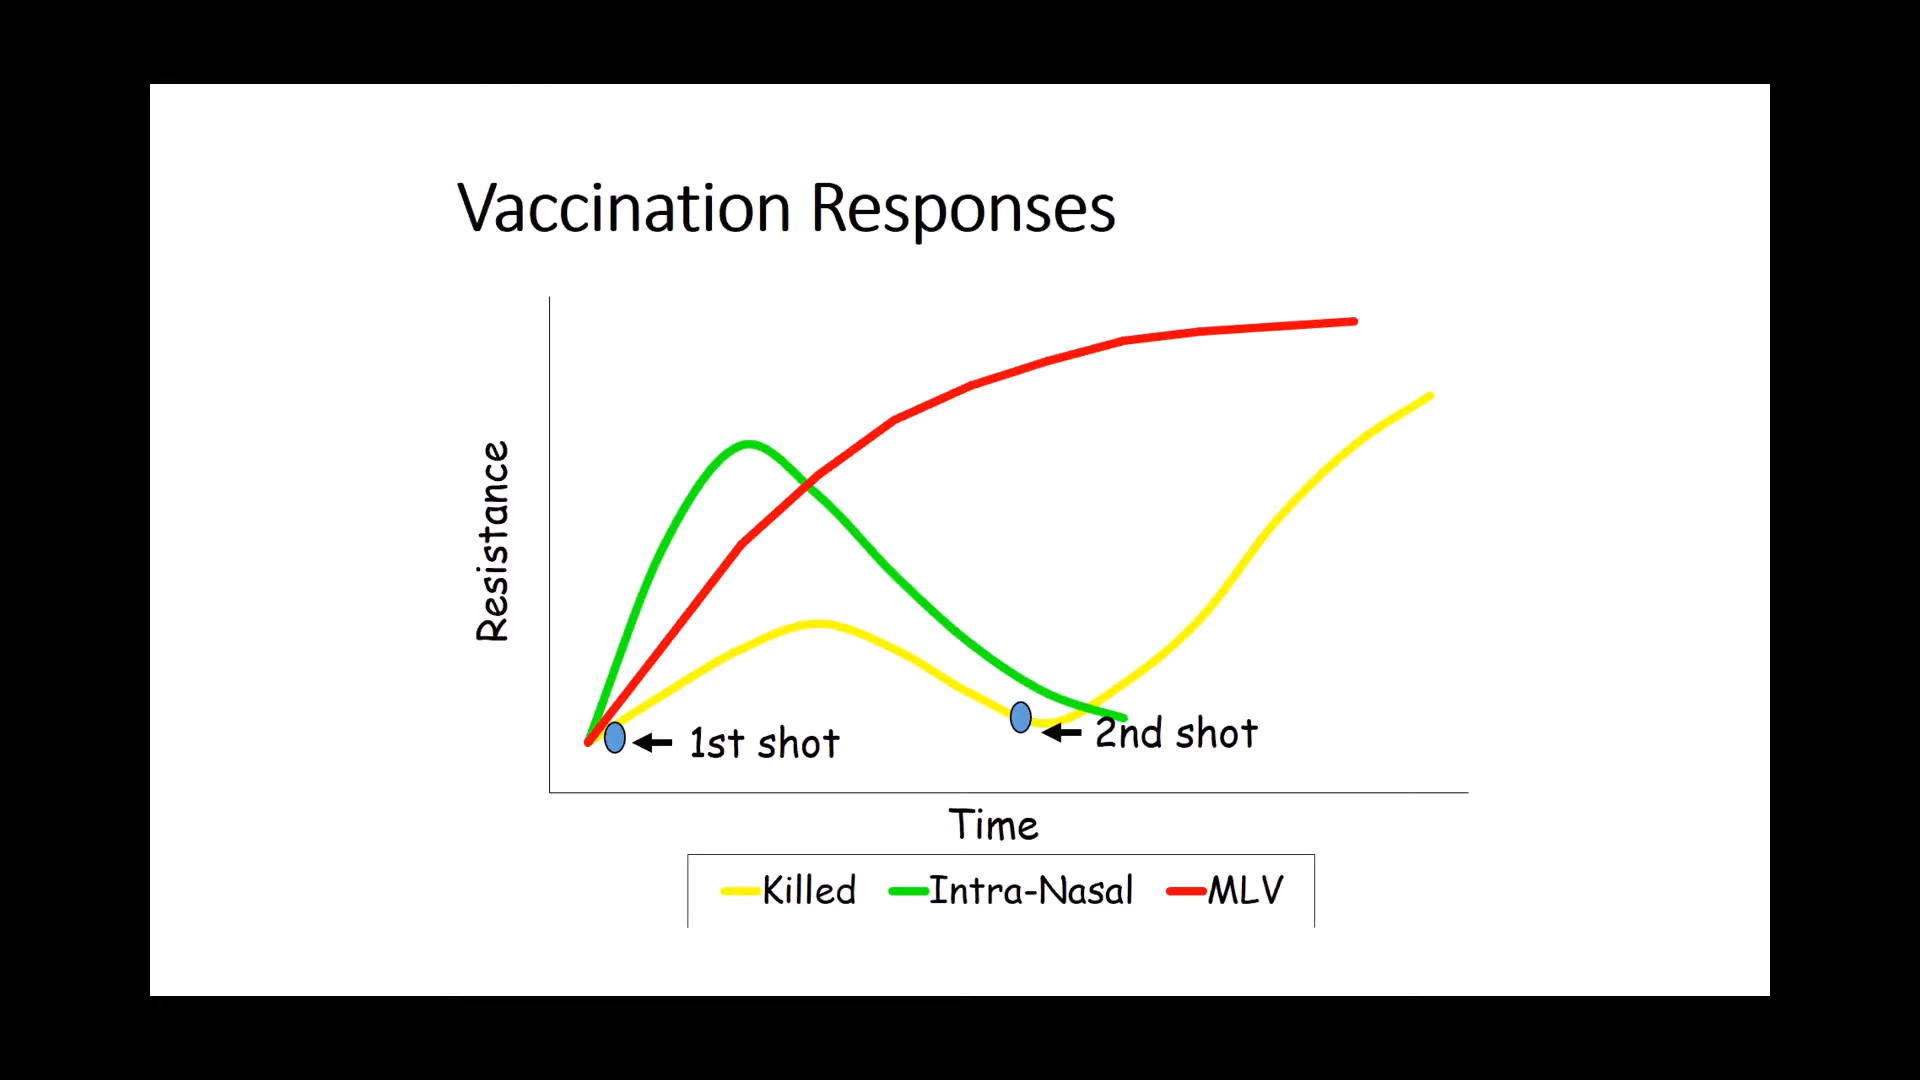 Vaccination Responses
Resistance
1st shot
2nd shot
Time
Killed Intra-Nasal MLV